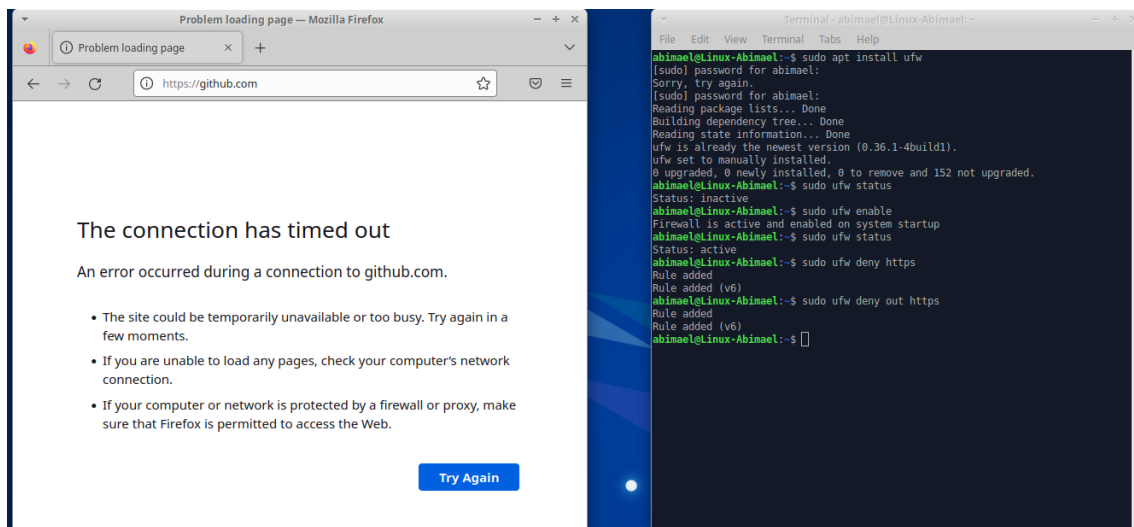 Problem loading page — Mozilla Firefox
Problem loading page
https://github.com
The connection has timed out
An error occurred during a connection to github.com.
• The site could be temporarily unavailable or too busy. Try again in a
few moments.
• If you are unable to load any pages, check your computer’s network
connection.
• If your computer or network is protected by a firewall or proxy, make
sure that Firefox is permitted to access the Web.
Try Again
Terminal - abimael@Linux-Abimael: ~
File Edit View Terminal Tabs Help
abimael@Linux-Abimael:~$ sudo apt install ufw
[sudo] password for abimael:
Sorry, try again.
[sudo] password for abimael:
Reading package lists... Done
Building dependency tree... Done
Reading state information... Done
ufw is already the newest version (0.36.1-4build1).
ufw set to manually installed.
0 upgraded, 0 newly installed, 0 to remove and 152 not upgraded.
abimael@Linux-Abimael:~$ sudo ufw status
Status: inactive
abimael@Linux-Abimael:~$ sudo ufw enable
Firewall is active and enabled on system startup
abimael@Linux-Abimael:~$ sudo ufw status
Status: active
abimael@Linux-Abimael:~$ sudo ufw deny https
Rule added
Rule added (v6)
abimael@Linux-Abimael:~$ sudo ufw deny out https
Rule added
Rule added (v6)
abimael@Linux-Abimael:~$